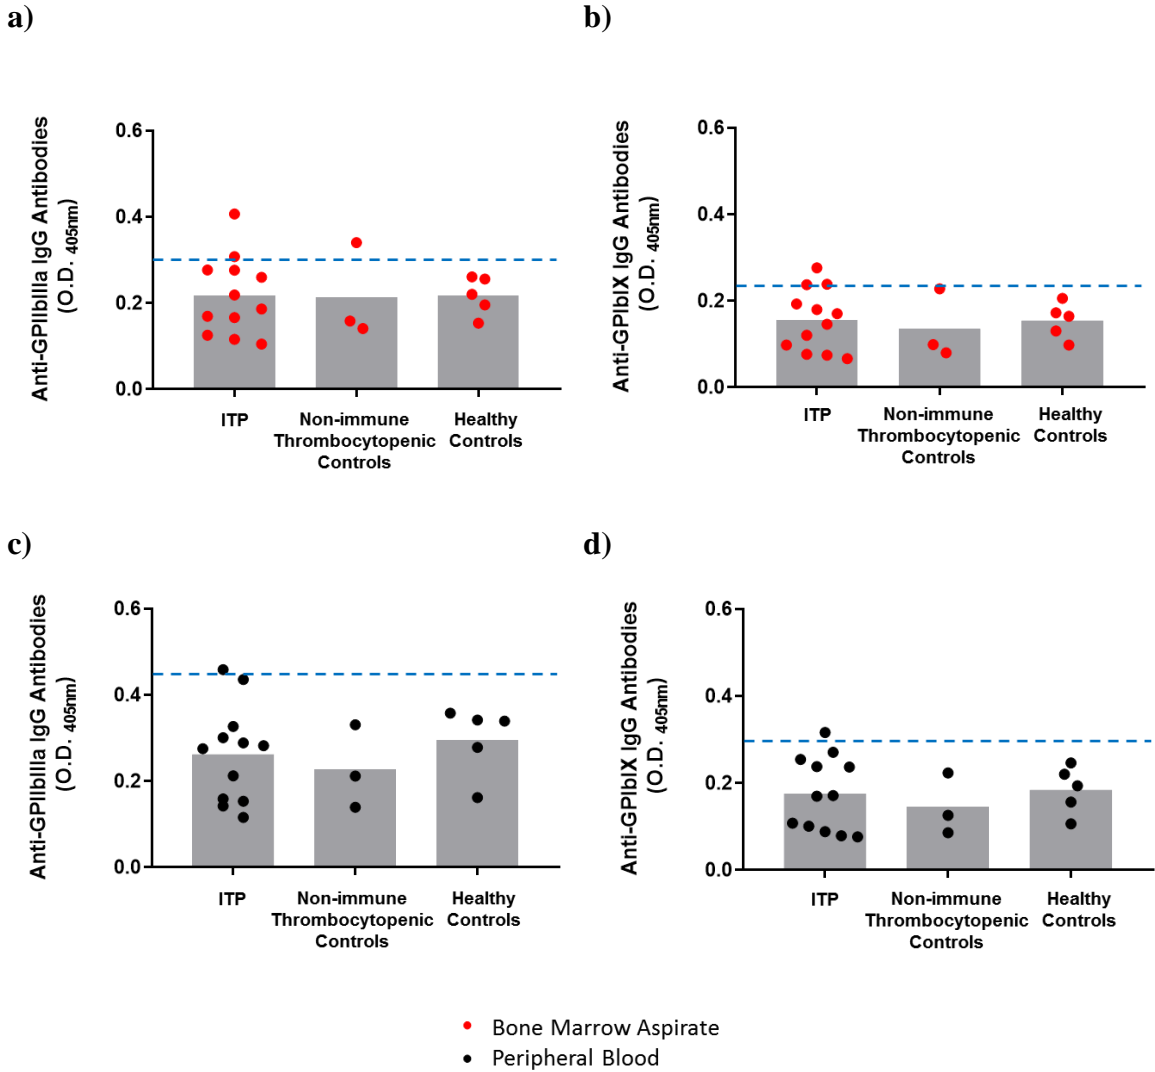 a)
Anti-GPIIbIIIa IgG Antibodies
(O.D. 405nm)
0.6
0.4
0.2
0.0
ITP
Non-immune
Thrombocytopenic
Controls
Healthy
Controls
b)
Anti-GPIbIX IgG Antibodies
(O.D. 405nm)
0.6
0.4
0.2
0.0
ITP
Non-immune
Thrombocytopenic
Controls
Healthy
Controls
c)
Anti-GPIIbIIIa IgG Antibodies
(O.D. 405nm)
0.6
0.4
0.2
0.0
ITP
Non-immune
Thrombocytopenic
Controls
Healthy
Controls
d)
Anti-GPIbIX IgG Antibodies
(O.D. 405nm)
0.6
0.4
0.2
0.0
ITP
Non-immune
Thrombocytopenic
Controls
Healthy
Controls
Bone Marrow Aspirate
Peripheral Blood